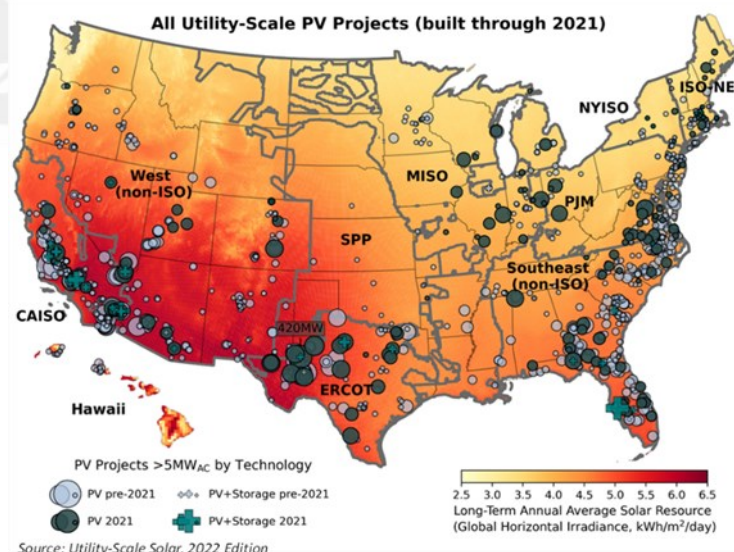 All Utility-Scale PV Projects (built through 2021)
ISO-NE
NYISO
West
(non-ISO)
MISO
PJM
SPP
Southeast
(non-ISO)
CAISO
420MW
ERCOT
Hawaii
PV Projects >5MWAC by Technology
PV pre-2021
PV+Storage pre-2021
PV 2021
PV+Storage 2021
2.5 3.0 3.5 4.0 4.5 5.0 5.5 6.0 6.5
Long-Term Annual Average Solar Resource
(Global Horizontal Irradiance, kWh/m²/day)
Source: Utility-Scale Solar, 2022 Edition